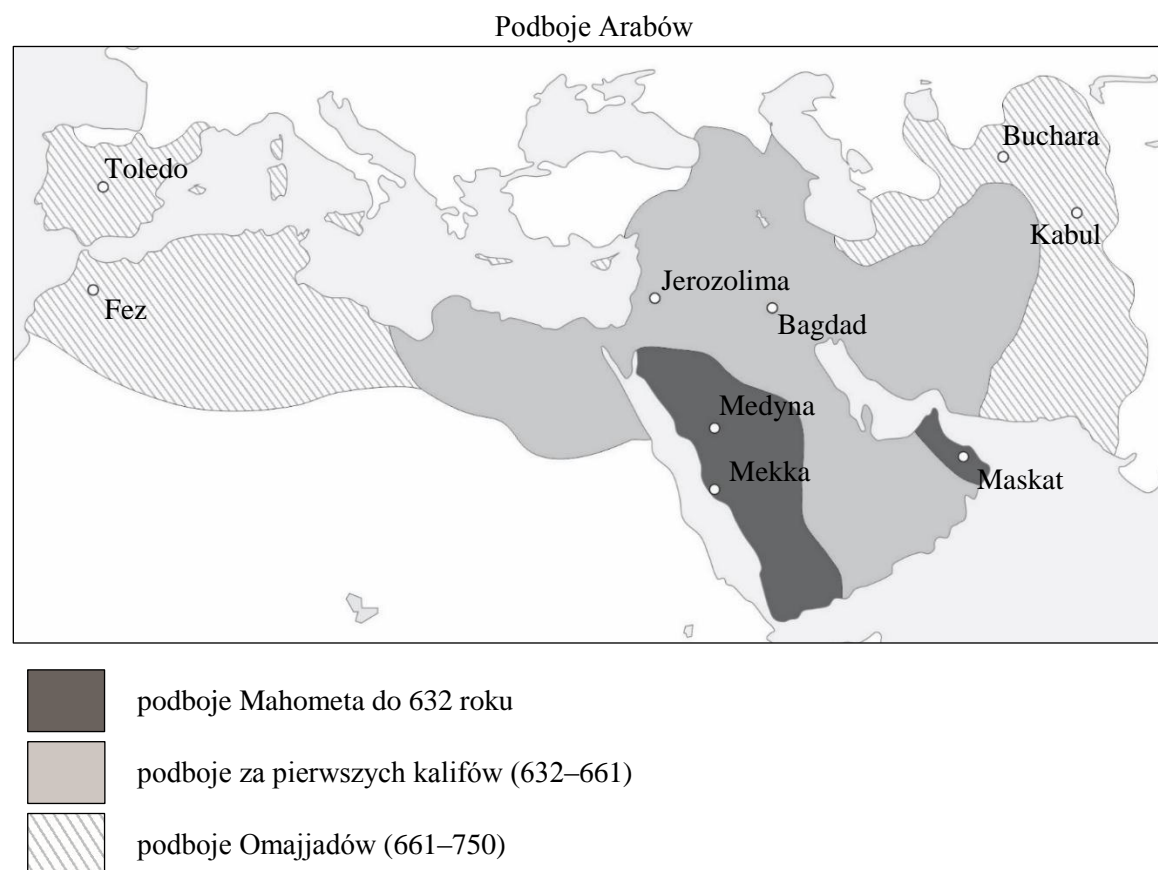 Podboje Arabów
Buchara
Toledo
Kabul
Jerozolima
Fez
Bagdad
Medyna
Mekka
Maskat
podboje Mahometa do 632 roku
podboje za pierwszych kalifów (632–661)
podboje Omajjadów (661–750)